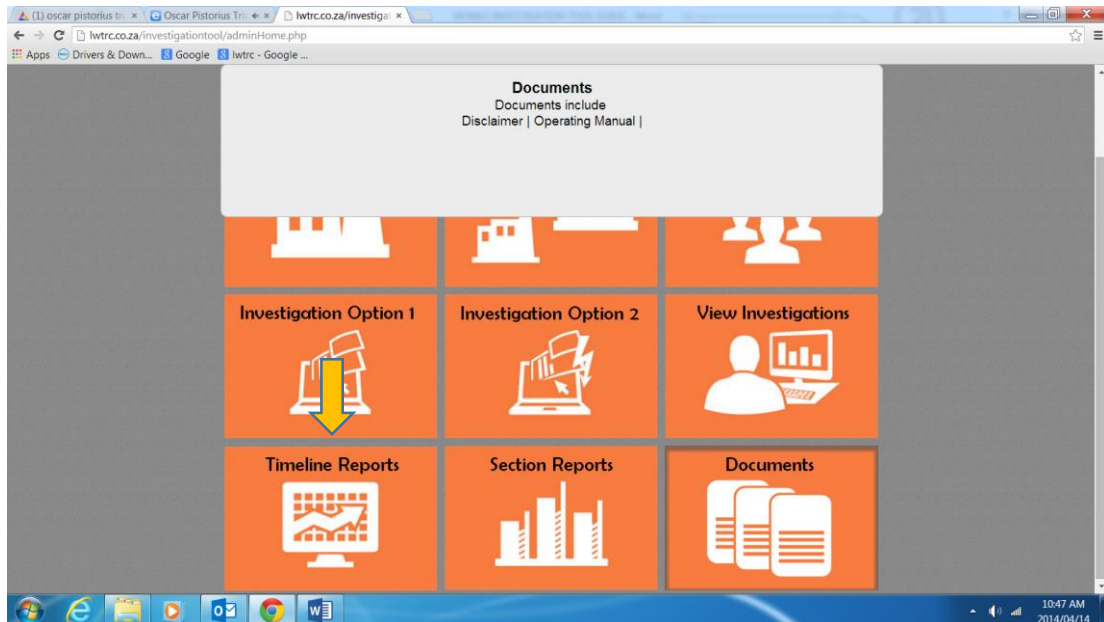 (1) oscar pistorius tri
Oscar Pistorius Tri
lwtrc.co.za/investigat
lwtrc.co.za/investigationtool/adminHome.php
Apps Drivers & Down... Google lwtrc - Google ...
Documents
Documents include
Disclaimer | Operating Manual |
Investigation Option 1
Investigation Option 2
View Investigations
Timeline Reports
Section Reports
Documents
10:47 AM
2014/04/14